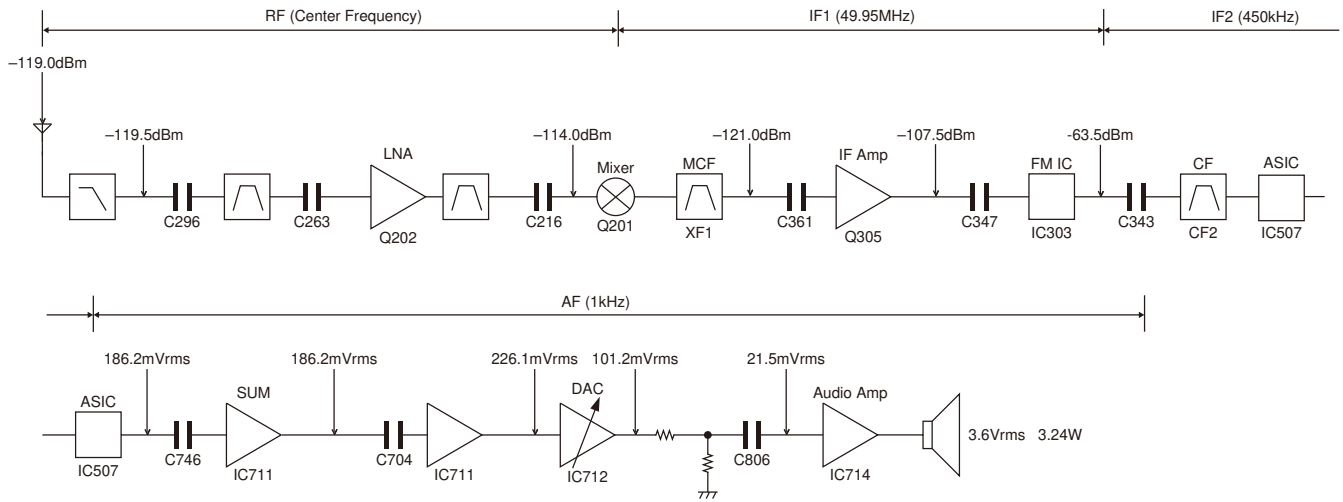 RF (Center Frequency)
IF1 (49.95MHz)
IF2 (450kHz)
–119.0dBm
–119.5dBm
LNA
–114.0dBm
Mixer
MCF
–121.0dBm
IF Amp
–107.5dBm
FM IC
-63.5dBm
CF
ASIC
C296
C263
Q202
C216
Q201
XF1
C361
Q305
C347
IC303
C343
CF2
IC507
AF (1kHz)
186.2mVrms
186.2mVrms
226.1mVrms
101.2mVrms
21.5mVrms
ASIC
SUM
DAC
Audio Amp
3.6Vrms 3.24W
IC507
C746
IC711
C704
IC711
IC712
C806
IC714